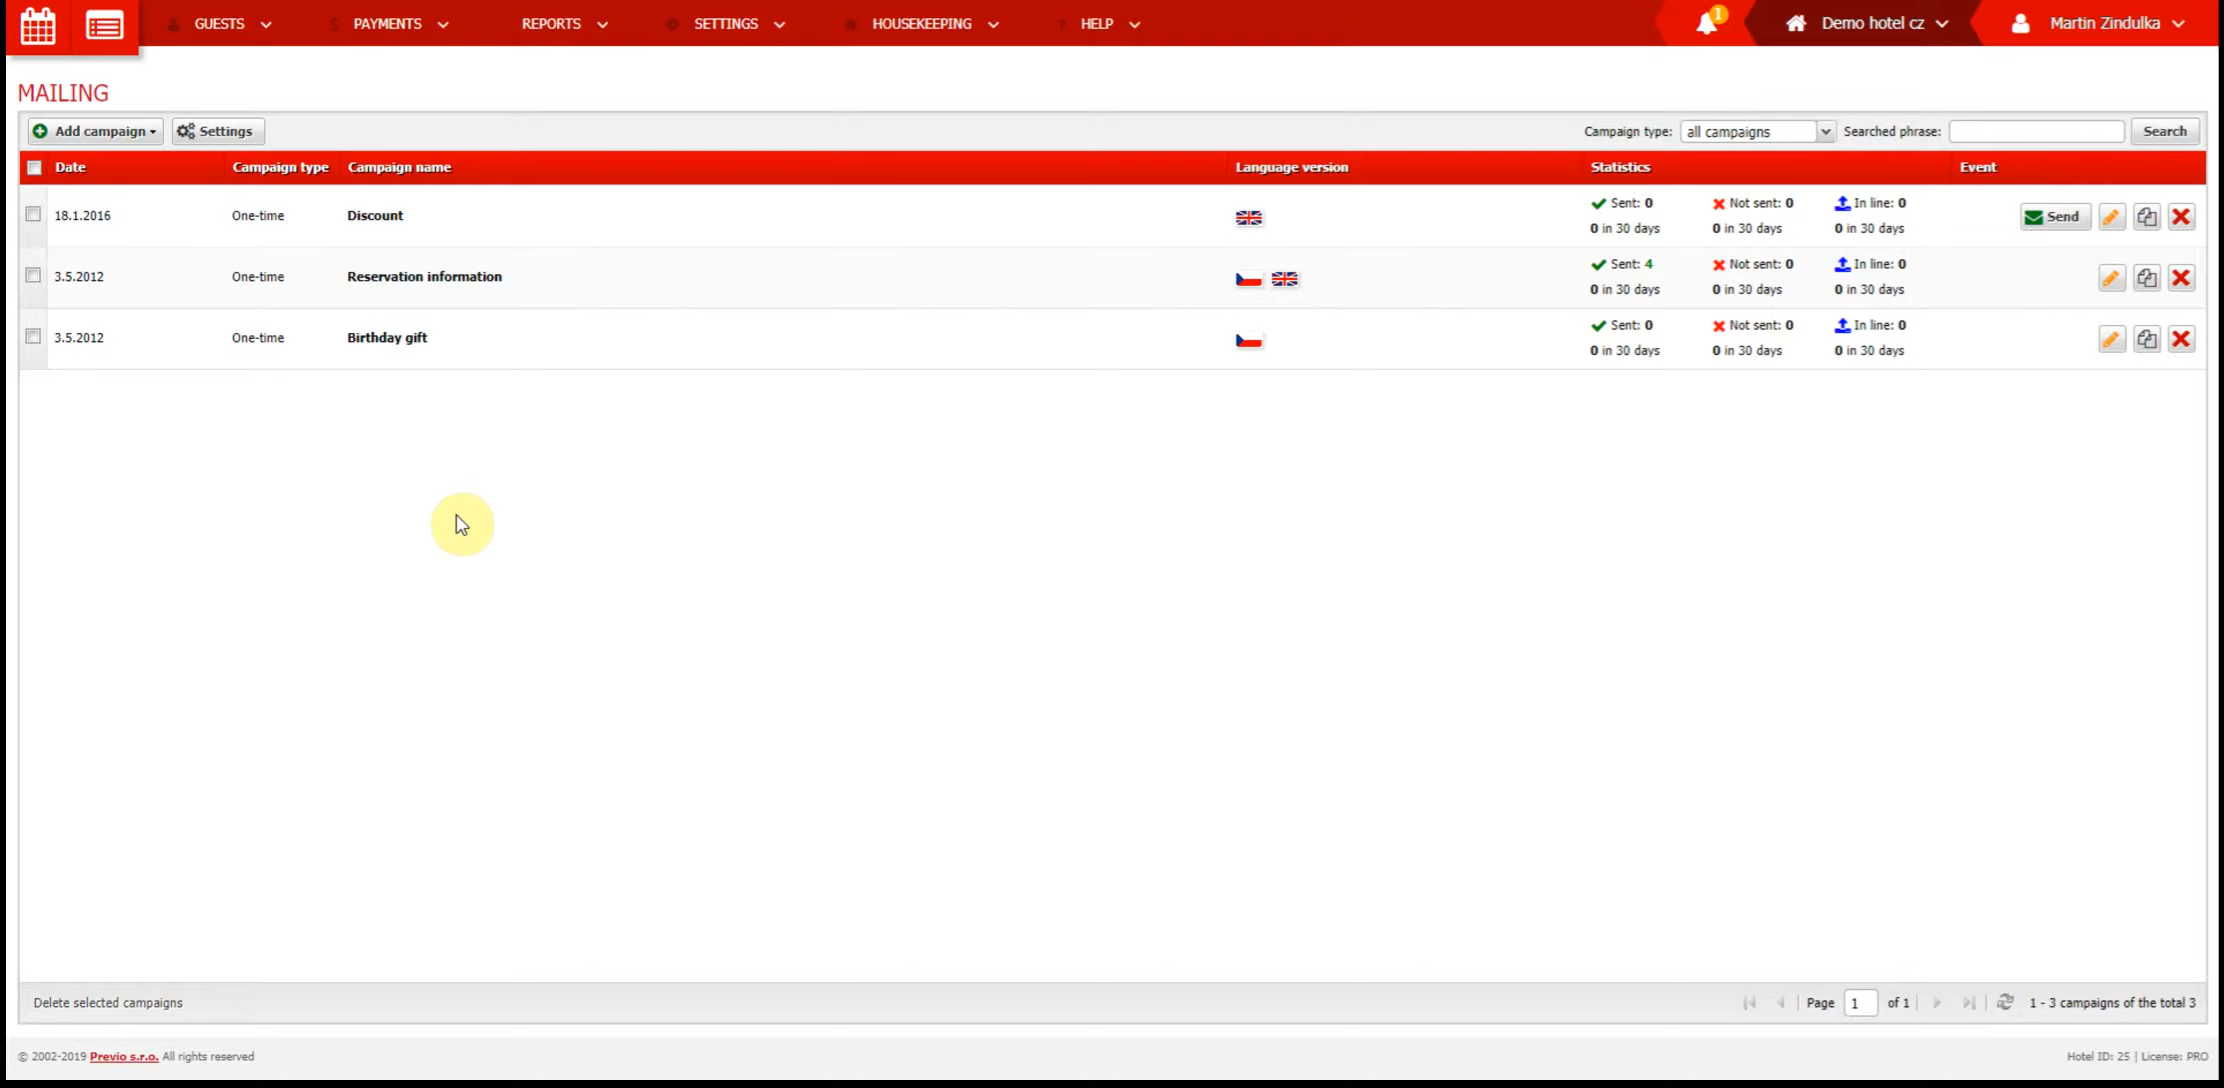 GUESTS PAYMENTS REPORTS SETTINGS HOUSEKEEPING HELP 1 Demo hotel cz Martin Zindulka
MAILING
Add campaign Settings Campaign type: all campaigns Searched phrase: Search
Date Campaign type Campaign name Language version Statistics Event
18.1.2016 One-time Discount Sent: 0 Not sent: 0 In line: 0 Send
0 in 30 days 0 in 30 days 0 in 30 days
3.5.2012 One-time Reservation information Sent: 4 Not sent: 0 In line: 0
0 in 30 days 0 in 30 days 0 in 30 days
3.5.2012 One-time Birthday gift Sent: 0 Not sent: 0 In line: 0
0 in 30 days 0 in 30 days 0 in 30 days
Delete selected campaigns Page 1 of 1 1 - 3 campaigns of the total 3
© 2002-2019 Previo s.r.o. All rights reserved Hotel ID: 25 | License: PRO